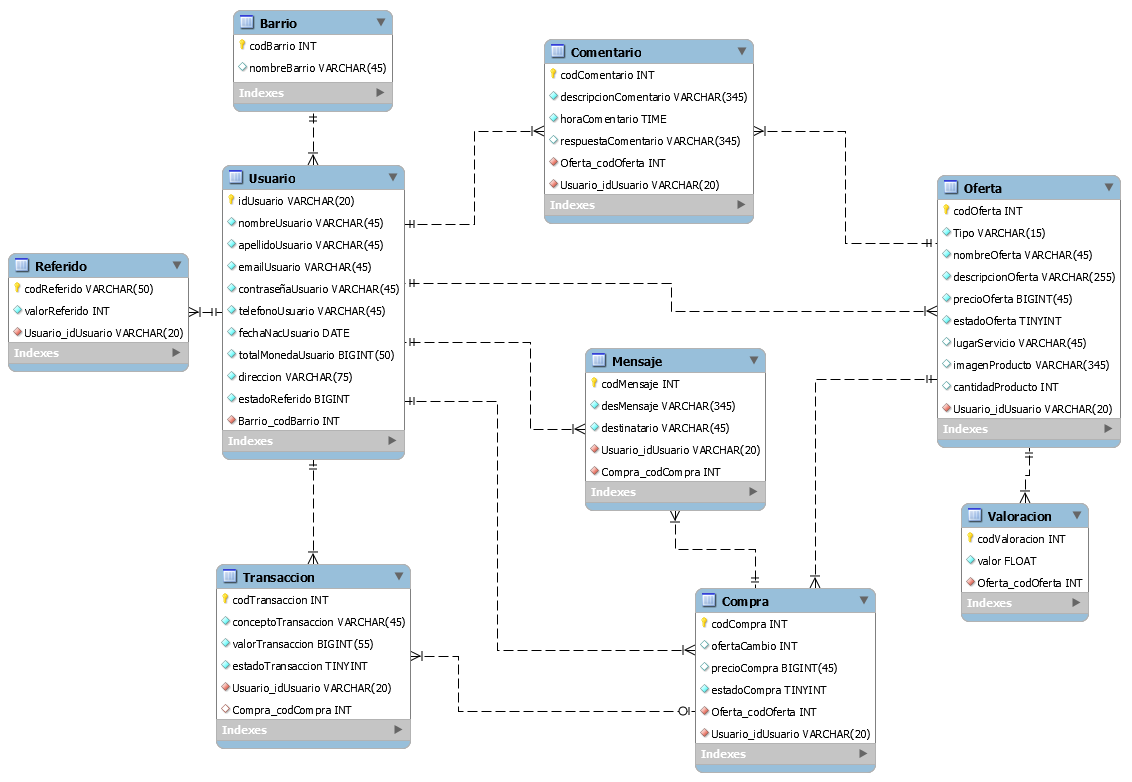 Barrio
codBarrio INT
nombreBarrio VARCHAR(45)
Indexes
Comentario
codComentario INT
descripcionComentario VARCHAR(345)
horaComentario TIME
respuestaComentario VARCHAR(345)
Oferta_codOferta INT
Usuario_idUsuario VARCHAR(20)
Indexes
Usuario
idUsuario VARCHAR(20)
nombreUsuario VARCHAR(45)
apellidoUsuario VARCHAR(45)
emailUsuario VARCHAR(45)
contraseñaUsuario VARCHAR(45)
telefonoUsuario VARCHAR(45)
fechaNacUsuario DATE
totalMonedaUsuario BIGINT(50)
direccion VARCHAR(75)
estadoReferido BIGINT
Barrio_codBarrio INT
Indexes
Oferta
codOferta INT
Tipo VARCHAR(15)
nombreOferta VARCHAR(45)
descripcionOferta VARCHAR(255)
precioOferta BIGINT(45)
estadoOferta TINYINT
lugarServicio VARCHAR(45)
imagenProducto VARCHAR(345)
cantidadProducto INT
Usuario_idUsuario VARCHAR(20)
Indexes
Referido
codReferido VARCHAR(50)
valorReferido INT
Usuario_idUsuario VARCHAR(20)
Indexes
Mensaje
codMensaje INT
desMensaje VARCHAR(345)
destinatario VARCHAR(45)
Usuario_idUsuario VARCHAR(20)
Compra_codCompra INT
Indexes
Valoracion
codValoracion INT
valor FLOAT
Oferta_codOferta INT
Indexes
Transaccion
codTransaccion INT
conceptoTransaccion VARCHAR(45)
valorTransaccion BIGINT(55)
estadoTransaccion TINYINT
Usuario_idUsuario VARCHAR(20)
Compra_codCompra INT
Indexes
Compra
codCompra INT
ofertaCambio INT
precioCompra BIGINT(45)
estadoCompra TINYINT
Oferta_codOferta INT
Usuario_idUsuario VARCHAR(20)
Indexes